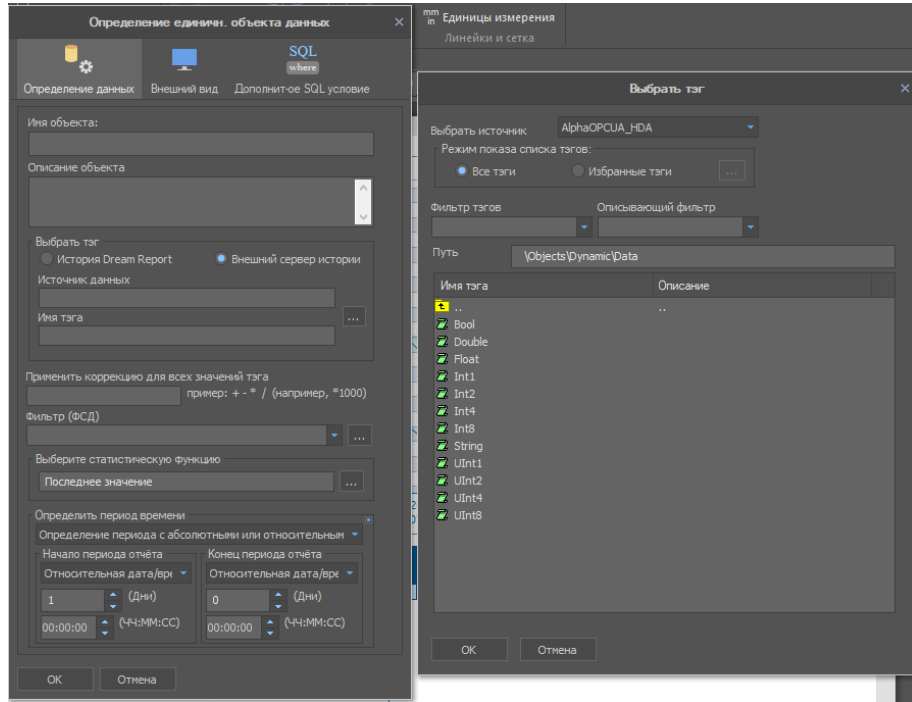 Определение единичн. объекта данных
SQL
where
Определение данных Внешний вид Дополнит-ое SQL условие
Имя объекта:
Описание объекта
Выбрать тэг
История Dream Report Внешний сервер истории
Источник данных
Имя тэга
...
Применить коррекцию для всех значений тэга
пример: + - * / (например, *1000)
Фильтр (ФСД)
...
Выберите статистическую функцию
Последнее значение ...
Определить период времени
Определение периода с абсолютными или относительным
Начало периода отчёта Конец периода отчёта
Относительная дата/вре Относительная дата/вре
1 (Дни) 0 (Дни)
00:00:00 (ЧЧ:ММ:СС) 00:00:00 (ЧЧ:ММ:СС)
OK Отмена
mm
in Единицы измерения
Линейки и сетка
Выбрать тэг
Выбрать источник AlphaOPCUA_HDA
Режим показа списка тэгов:
Все тэги Избранные тэги ...
Фильтр тэгов Описывающий фильтр
Путь \Objects\Dynamic\Data
Имя тэга Описание
.. ..
Bool
Double
Float
Int1
Int2
Int4
Int8
String
UInt1
UInt2
UInt4
UInt8
OK Отмена